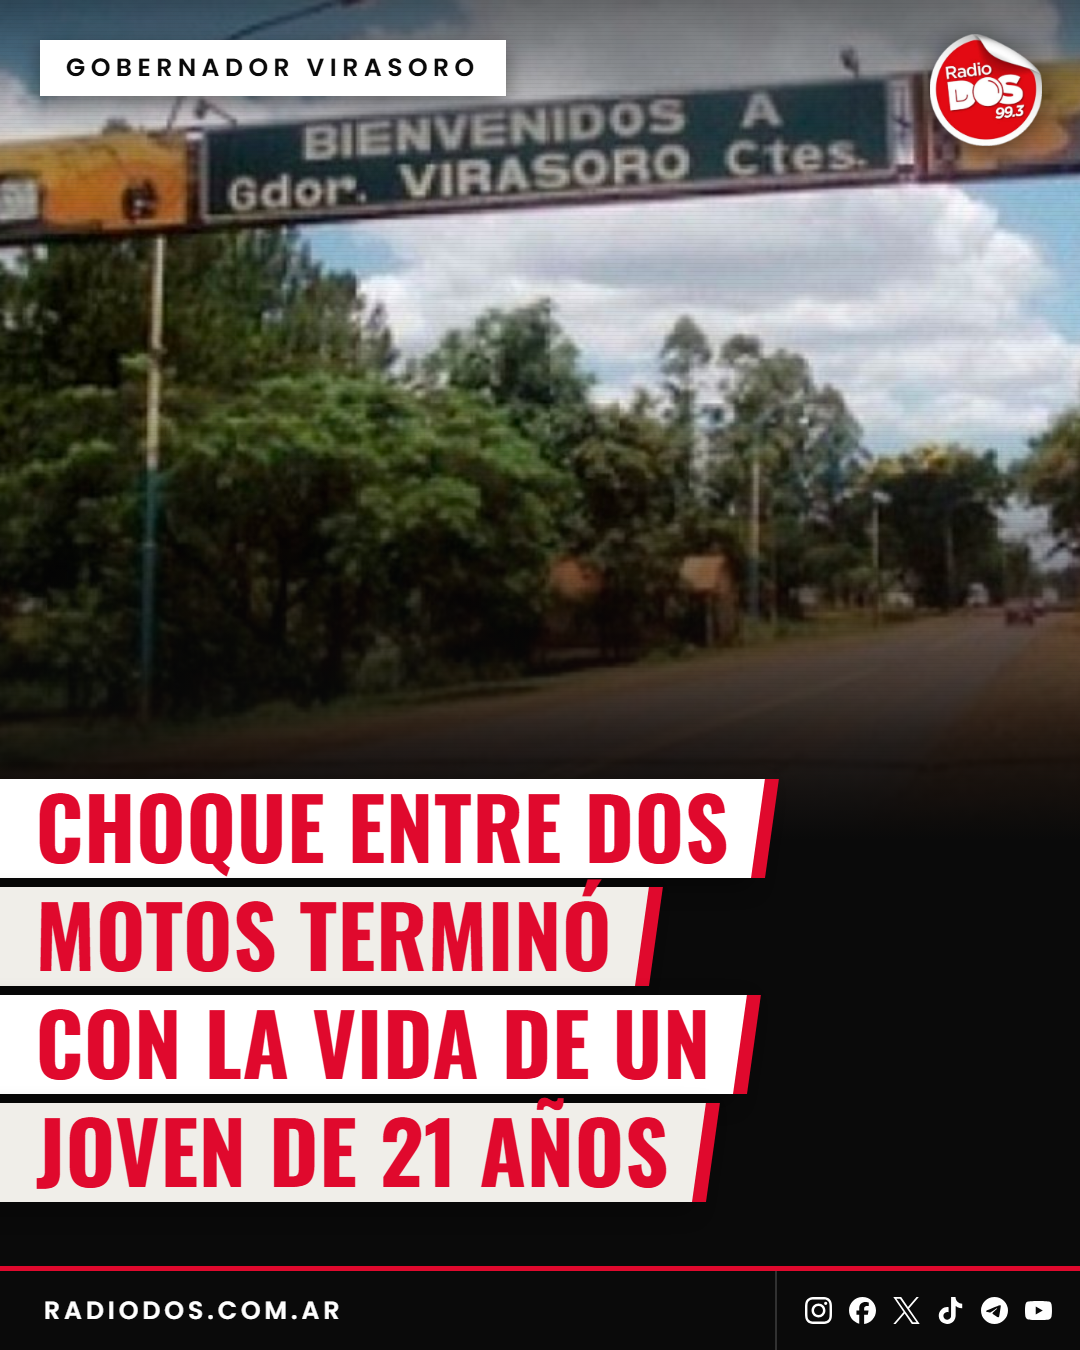 GOBERNADOR VIRASORO
Radio
DOS
99.3
BIENVENIDOS A
Gdor. VIRASORO Ctes.
CHOQUE ENTRE DOS
MOTOS TERMINÓ
CON LA VIDA DE UN
JOVEN DE 21 AÑOS
RADIODOS.COM.AR